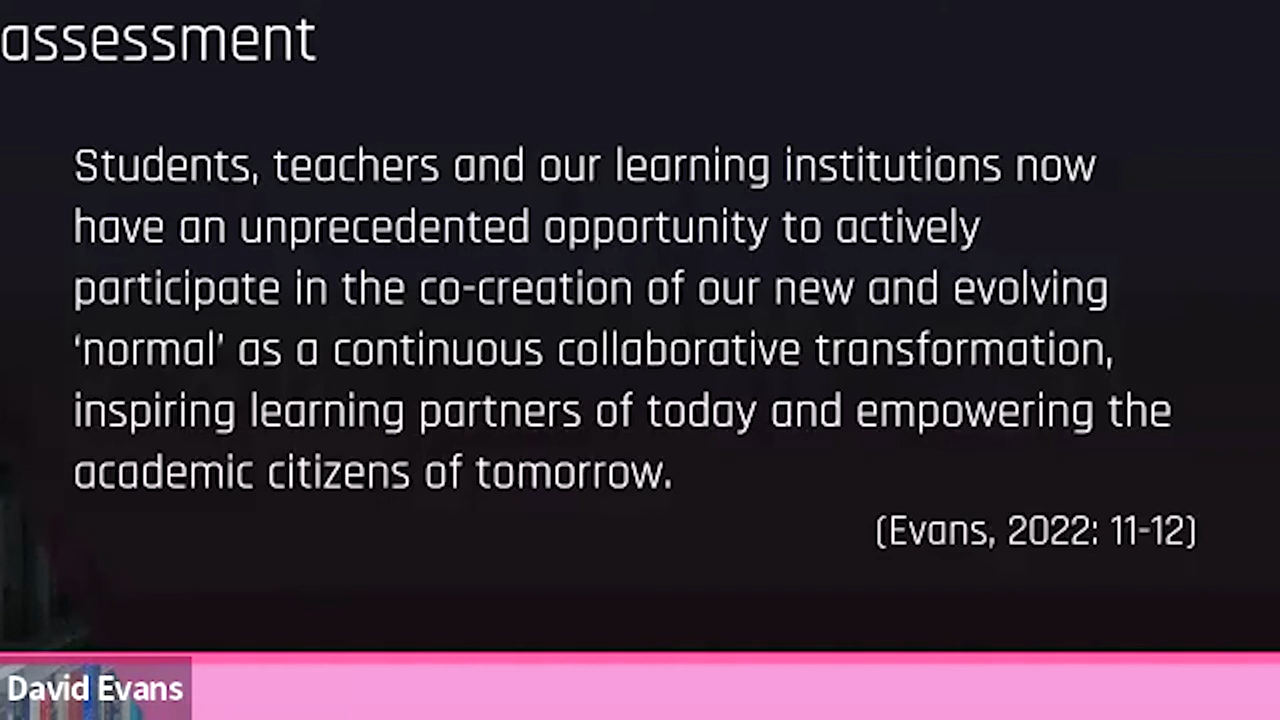 assessment
Students, teachers and our learning institutions now
have an unprecedented opportunity to actively
participate in the co-creation of our new and evolving
‘normal’ as a continuous collaborative transformation,
inspiring learning partners of today and empowering the
academic citizens of tomorrow.
(Evans, 2022: 11-12)
David Evans